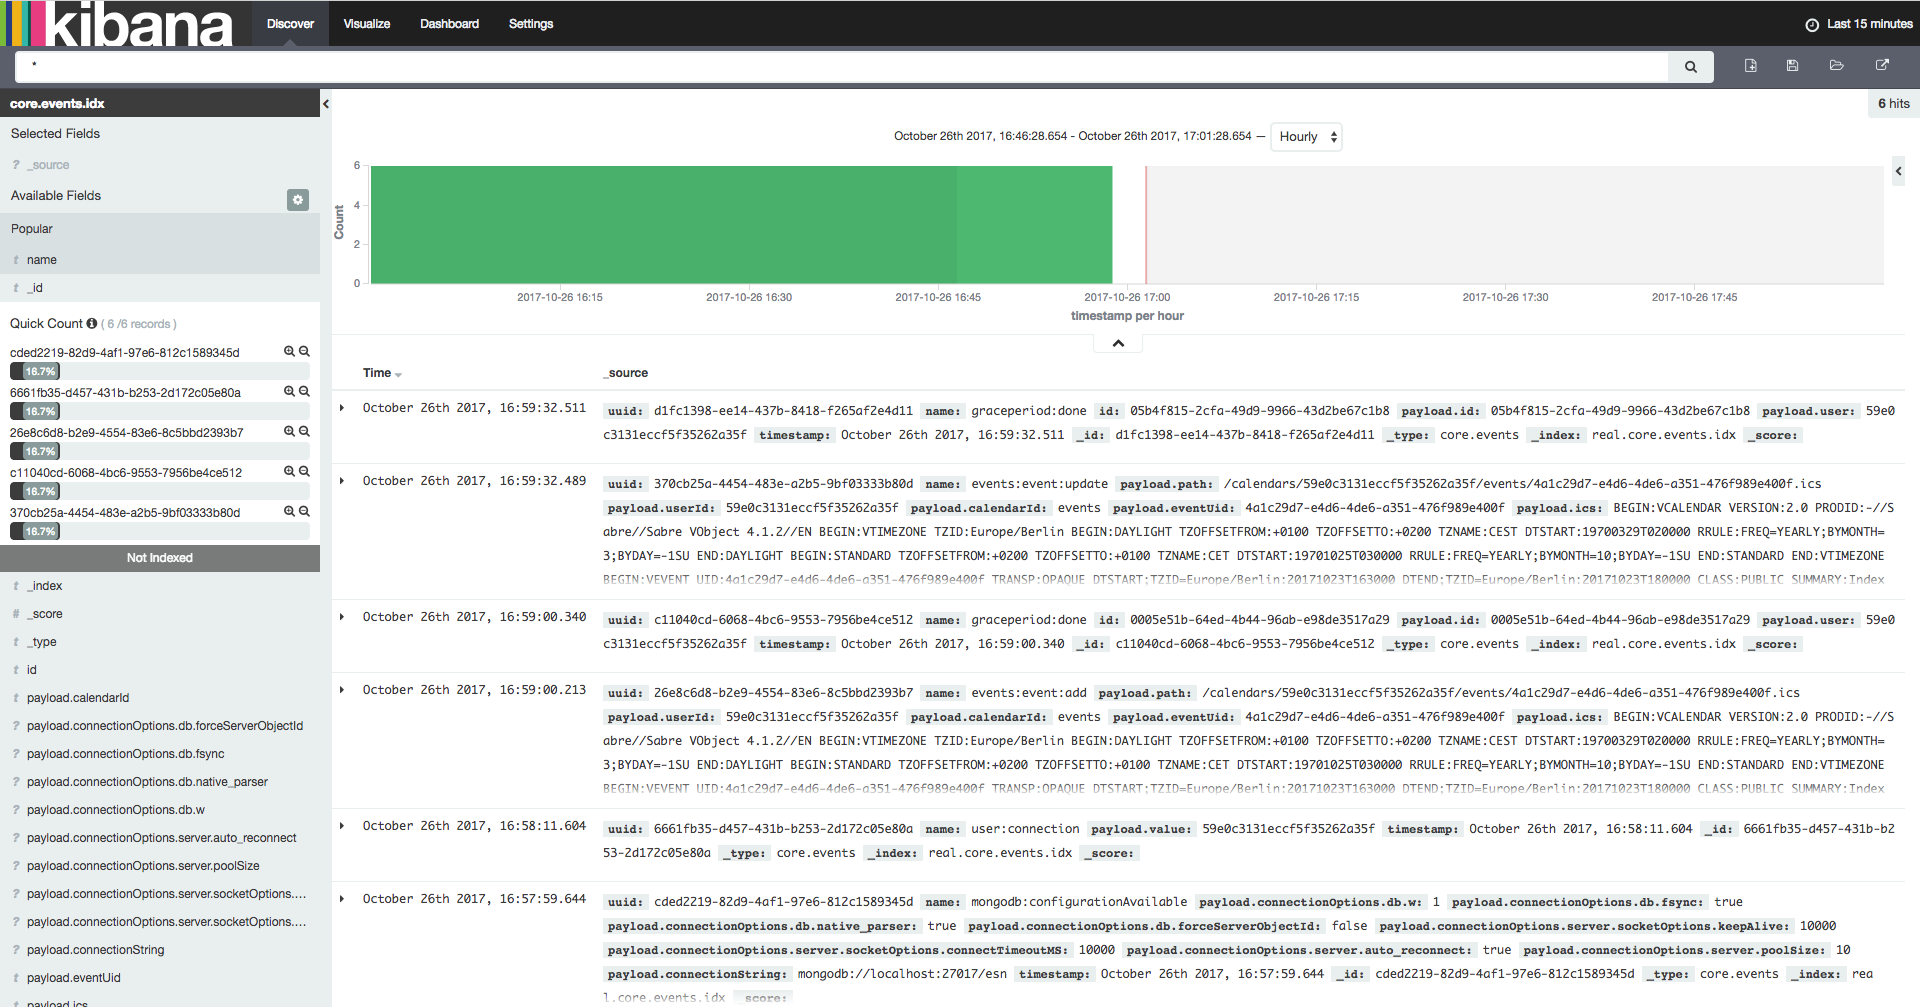 kibana
Discover Visualize Dashboard Settings Last 15 minutes
*
core.events.idx
6 hits
Selected Fields
? _source
Available Fields
Popular
t name
t _id
Quick Count ( 6 /6 records )
cded2219-82d9-4af1-97e6-812c1589345d
16.7%
6661fb35-d457-431b-b253-2d172c05e80a
16.7%
26e8c6d8-b2e9-4554-83e6-8c5bbd2393b7
16.7%
c11040cd-6068-4bc6-9553-7956be4ce512
16.7%
370cb25a-4454-483e-a2b5-9bf03333b80d
16.7%
Not Indexed
t _index
# _score
t _type
t id
t payload.calendarId
? payload.connectionOptions.db.forceServerObjectId
? payload.connectionOptions.db.fsync
? payload.connectionOptions.db.native_parser
? payload.connectionOptions.db.w
? payload.connectionOptions.server.auto_reconnect
? payload.connectionOptions.server.poolSize
? payload.connectionOptions.server.socketOptions....
? payload.connectionOptions.server.socketOptions....
? payload.connectionString
t payload.eventUid
t payload.ics
October 26th 2017, 16:46:28.654 - October 26th 2017, 17:01:28.654 — Hourly
Count
6
4
2
0
2017-10-26 16:15 2017-10-26 16:30 2017-10-26 16:45 2017-10-26 17:00 2017-10-26 17:15 2017-10-26 17:30 2017-10-26 17:45
timestamp per hour
Time _source
October 26th 2017, 16:59:32.511 uuid: d1fc1398-ee14-437b-8418-f265af2e4d11 name: graceperiod:done id: 05b4f815-2cfa-49d9-9966-43d2be67c1b8 payload.id: 05b4f815-2cfa-49d9-9966-43d2be67c1b8 payload.user: 59e0
c3131eccf5f35262a35f timestamp: October 26th 2017, 16:59:32.511 _id: d1fc1398-ee14-437b-8418-f265af2e4d11 _type: core.events _index: real.core.events.idx _score:
October 26th 2017, 16:59:32.489 uuid: 370cb25a-4454-483e-a2b5-9bf03333b80d name: events:event:update payload.path: /calendars/59e0c3131eccf5f35262a35f/events/4a1c29d7-e4d6-4de6-a351-476f989e400f.ics
payload.userId: 59e0c3131eccf5f35262a35f payload.calendarId: events payload.eventUid: 4a1c29d7-e4d6-4de6-a351-476f989e400f payload.ics: BEGIN:VCALENDAR VERSION:2.0 PRODID:-//S
abre//Sabre VObject 4.1.2//EN BEGIN:VTIMEZONE TZID:Europe/Berlin BEGIN:DAYLIGHT TZOFFSETFROM:+0100 TZOFFSETTO:+0200 TZNAME:CEST DTSTART:19700329T020000 RRULE:FREQ=YEARLY;BYMONTH=
3;BYDAY=-1SU END:DAYLIGHT BEGIN:STANDARD TZOFFSETFROM:+0200 TZOFFSETTO:+0100 TZNAME:CET DTSTART:19701025T030000 RRULE:FREQ=YEARLY;BYMONTH=10;BYDAY=-1SU END:STANDARD END:VTIMEZONE
BEGIN:VEVENT UID:4a1c29d7-e4d6-4de6-a351-476f989e400f TRANSP:OPAQUE DTSTART;TZID=Europe/Berlin:20171023T163000 DTEND;TZID=Europe/Berlin:20171023T180000 CLASS:PUBLIC SUMMARY:Index
October 26th 2017, 16:59:00.340 uuid: c11040cd-6068-4bc6-9553-7956be4ce512 name: graceperiod:done id: 0005e51b-64ed-4b44-96ab-e98de3517a29 payload.id: 0005e51b-64ed-4b44-96ab-e98de3517a29 payload.user: 59e0
c3131eccf5f35262a35f timestamp: October 26th 2017, 16:59:00.340 _id: c11040cd-6068-4bc6-9553-7956be4ce512 _type: core.events _index: real.core.events.idx _score:
October 26th 2017, 16:59:00.213 uuid: 26e8c6d8-b2e9-4554-83e6-8c5bbd2393b7 name: events:event:add payload.path: /calendars/59e0c3131eccf5f35262a35f/events/4a1c29d7-e4d6-4de6-a351-476f989e400f.ics
payload.userId: 59e0c3131eccf5f35262a35f payload.calendarId: events payload.eventUid: 4a1c29d7-e4d6-4de6-a351-476f989e400f payload.ics: BEGIN:VCALENDAR VERSION:2.0 PRODID:-//S
abre//Sabre VObject 4.1.2//EN BEGIN:VTIMEZONE TZID:Europe/Berlin BEGIN:DAYLIGHT TZOFFSETFROM:+0100 TZOFFSETTO:+0200 TZNAME:CEST DTSTART:19700329T020000 RRULE:FREQ=YEARLY;BYMONTH=
3;BYDAY=-1SU END:DAYLIGHT BEGIN:STANDARD TZOFFSETFROM:+0200 TZOFFSETTO:+0100 TZNAME:CET DTSTART:19701025T030000 RRULE:FREQ=YEARLY;BYMONTH=10;BYDAY=-1SU END:STANDARD END:VTIMEZONE
BEGIN:VEVENT UID:4a1c29d7-e4d6-4de6-a351-476f989e400f TRANSP:OPAQUE DTSTART;TZID=Europe/Berlin:20171023T163000 DTEND;TZID=Europe/Berlin:20171023T180000 CLASS:PUBLIC SUMMARY:Index
October 26th 2017, 16:58:11.604 uuid: 6661fb35-d457-431b-b253-2d172c05e80a name: user:connection payload.value: 59e0c3131eccf5f35262a35f timestamp: October 26th 2017, 16:58:11.604 _id: 6661fb35-d457-431b-b2
53-2d172c05e80a _type: core.events _index: real.core.events.idx _score:
October 26th 2017, 16:57:59.644 uuid: cded2219-82d9-4af1-97e6-812c1589345d name: mongodb:configurationAvailable payload.connectionOptions.db.w: 1 payload.connectionOptions.db.fsync: true
payload.connectionOptions.db.native_parser: true payload.connectionOptions.db.forceServerObjectId: false payload.connectionOptions.server.socketOptions.keepAlive: 10000
payload.connectionOptions.server.socketOptions.connectTimeoutMS: 10000 payload.connectionOptions.server.auto_reconnect: true payload.connectionOptions.server.poolSize: 10
payload.connectionString: mongodb://localhost:27017/esn timestamp: October 26th 2017, 16:57:59.644 _id: cded2219-82d9-4af1-97e6-812c1589345d _type: core.events _index: rea
l.core.events.idx _score: